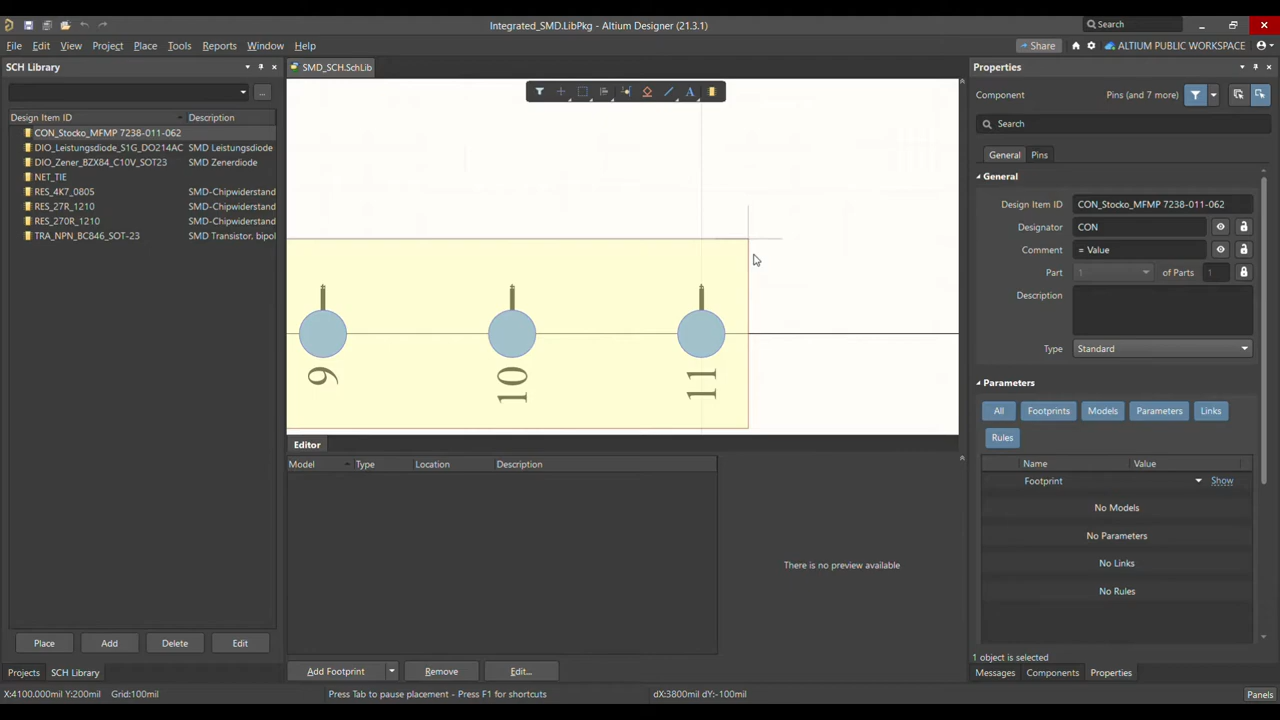 Integrated_SMD.LibPkg - Altium Designer (21.3.1)
Search
File Edit View Project Place Tools Reports Window Help
Share
ALTIUM PUBLIC WORKSPACE
SCH Library
SMD_SCH.SchLib
Properties
Component
Pins (and 7 more)
...
Search
Design Item ID Description
CON_Stocko_MFMP 7238-011-062
DIO_Leistungsdiode_S1G_DO214AC SMD Leistungsdiode
DIO_Zener_BZX84_C10V_SOT23 SMD Zenerdiode
NET_TIE
RES_4K7_0805 SMD-Chipwiderstand
RES_27R_1210 SMD-Chipwiderstand
RES_270R_1210 SMD-Chipwiderstand
TRA_NPN_BC846_SOT-23 SMD Transistor, bipol
9
10
11
General Pins
General
Design Item ID CON_Stocko_MFMP 7238-011-062
Designator CON
Comment = Value
Part 1 of Parts 1
Description
Type Standard
Parameters
All Footprints Models Parameters Links
Rules
Name Value
Footprint Show
No Models
No Parameters
No Links
No Rules
Editor
Model Type Location Description
There is no preview available
Place Add Delete Edit
Add Footprint Remove Edit...
1 object is selected
Projects SCH Library
Messages Components Properties
X:4100.000mil Y:200mil Grid:100mil
Press Tab to pause placement - Press F1 for shortcuts
dX:3800mil dY:-100mil
Panels